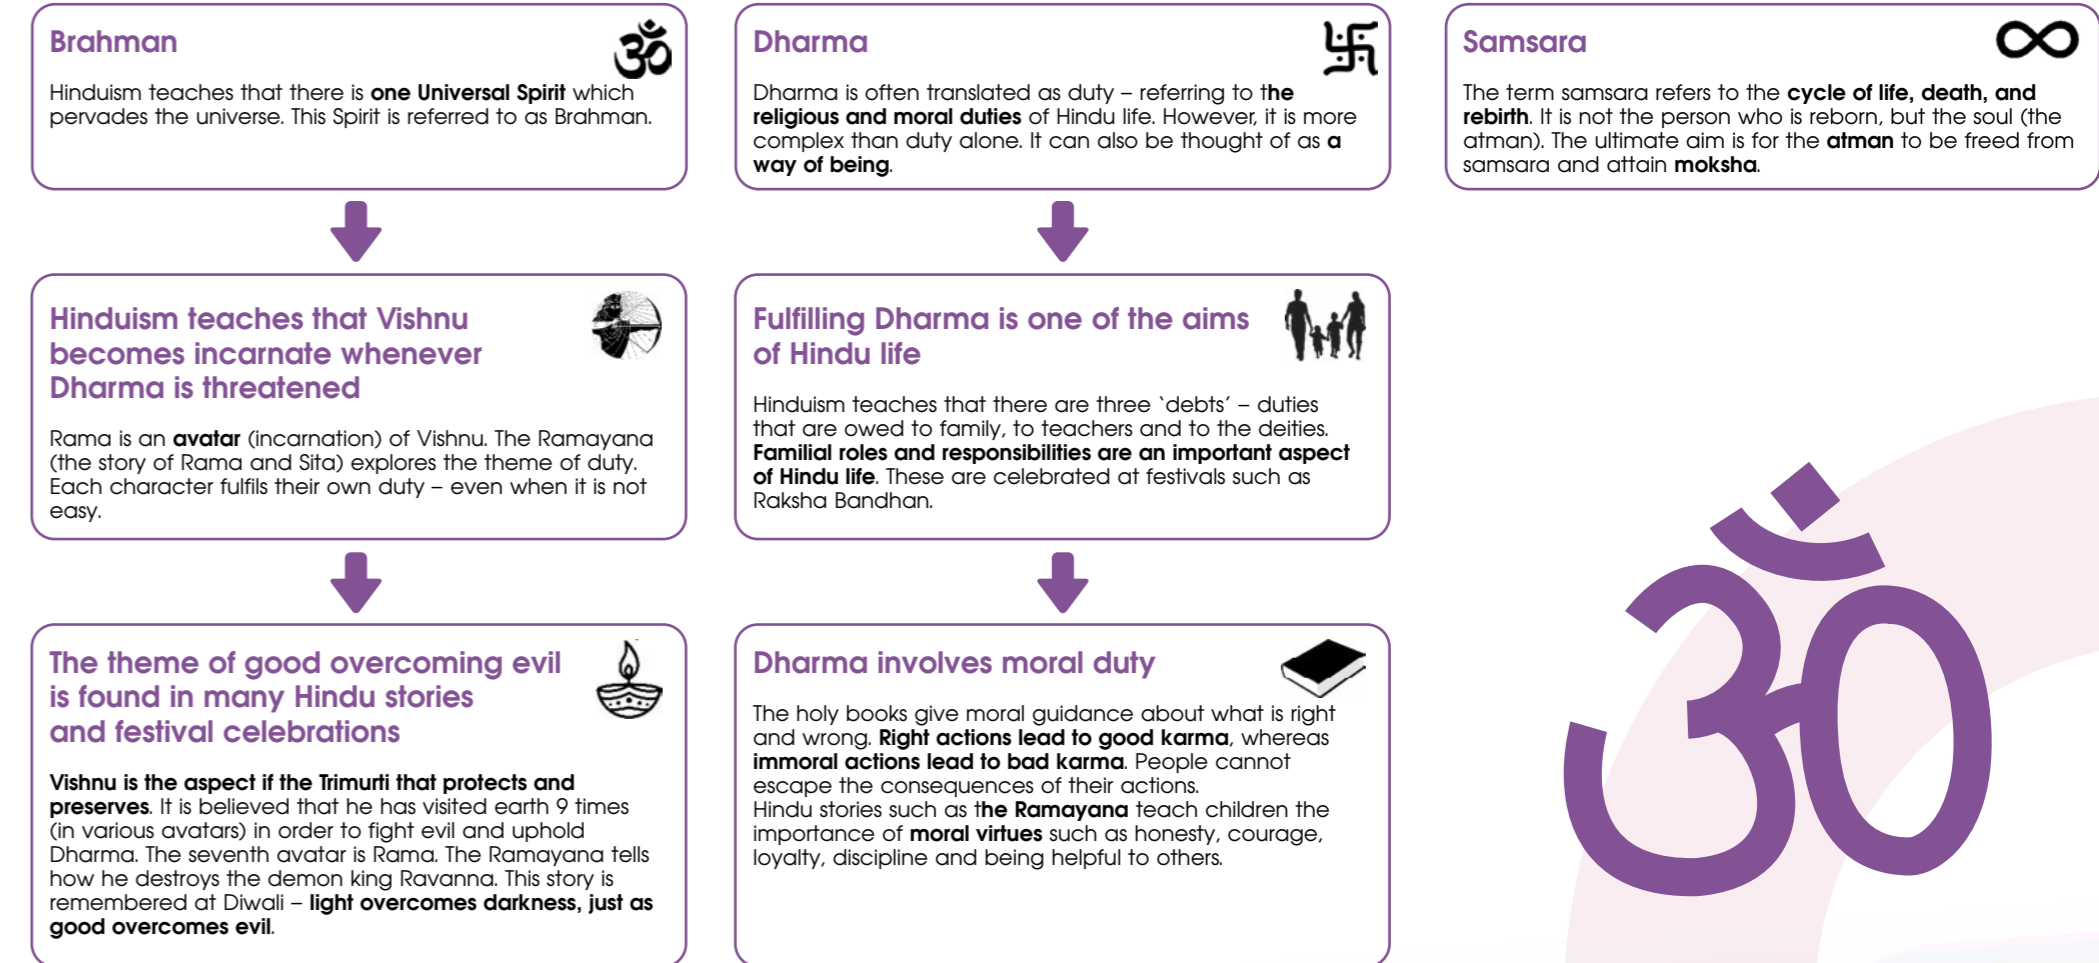 Brahman
Hinduism teaches that there is one Universal Spirit which
pervades the universe. This Spirit is referred to as Brahman.
Hinduism teaches that Vishnu
becomes incarnate whenever
Dharma is threatened
Rama is an avatar (incarnation) of Vishnu. The Ramayana
(the story of Rama and Sita) explores the theme of duty.
Each character fulfils their own duty – even when it is not
easy.
The theme of good overcoming evil
is found in many Hindu stories
and festival celebrations
Vishnu is the aspect if the Trimurti that protects and
preserves. It is believed that he has visited earth 9 times
(in various avatars) in order to fight evil and uphold
Dharma. The seventh avatar is Rama. The Ramayana tells
how he destroys the demon king Ravanna. This story is
remembered at Diwali – light overcomes darkness, just as
good overcomes evil.
Dharma
Dharma is often translated as duty – referring to the
religious and moral duties of Hindu life. However, it is more
complex than duty alone. It can also be thought of as a
way of being.
Fulfilling Dharma is one of the aims
of Hindu life
Hinduism teaches that there are three ‘debts’ – duties
that are owed to family, to teachers and to the deities.
Familial roles and responsibilities are an important aspect
of Hindu life. These are celebrated at festivals such as
Raksha Bandhan.
Dharma involves moral duty
The holy books give moral guidance about what is right
and wrong. Right actions lead to good karma, whereas
immoral actions lead to bad karma. People cannot
escape the consequences of their actions.
Hindu stories such as the Ramayana teach children the
importance of moral virtues such as honesty, courage,
loyalty, discipline and being helpful to others.
Samsara
The term samsara refers to the cycle of life, death, and
rebirth. It is not the person who is reborn, but the soul (the
atman). The ultimate aim is for the atman to be freed from
samsara and attain moksha.